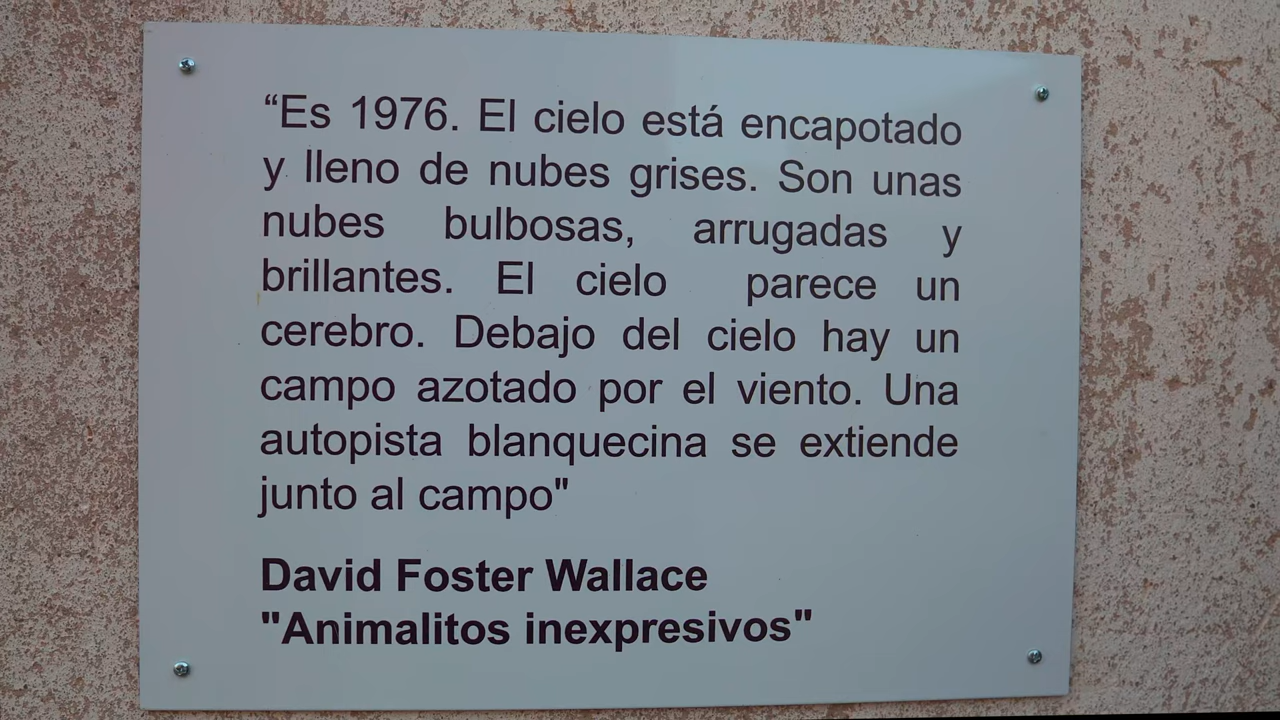 “Es 1976. El cielo está encapotado
y lleno de nubes grises. Son unas
nubes bulbosas, arrugadas y
brillantes. El cielo parece un
cerebro. Debajo del cielo hay un
campo azotado por el viento. Una
autopista blanquecina se extiende
junto al campo"
David Foster Wallace
"Animalitos inexpresivos"